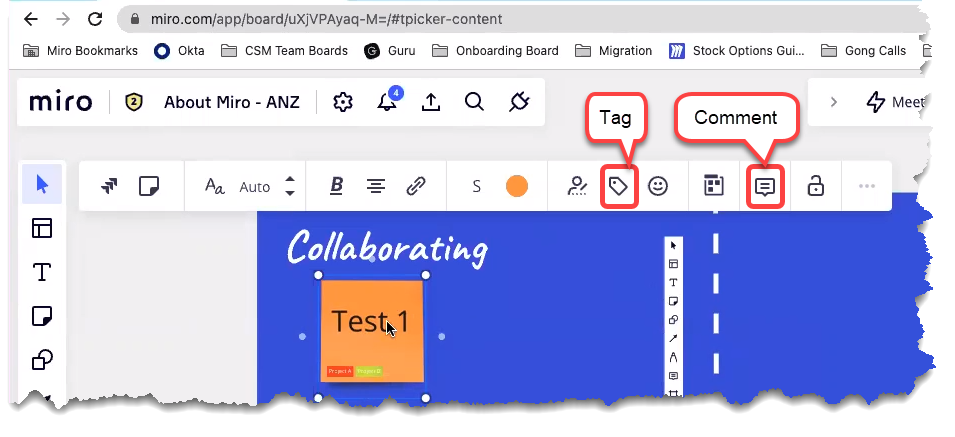 miro.com/app/board/uXjVPAyaq-M=/#tpicker-content
Miro Bookmarks Okta CSM Team Boards G Guru Onboarding Board Migration Stock Options Gui... Gong Calls
miro 2 About Miro - ANZ 4 Meet
Tag Comment
Aa Auto B S
T
Collaborating
Test 1
Project A
T
A